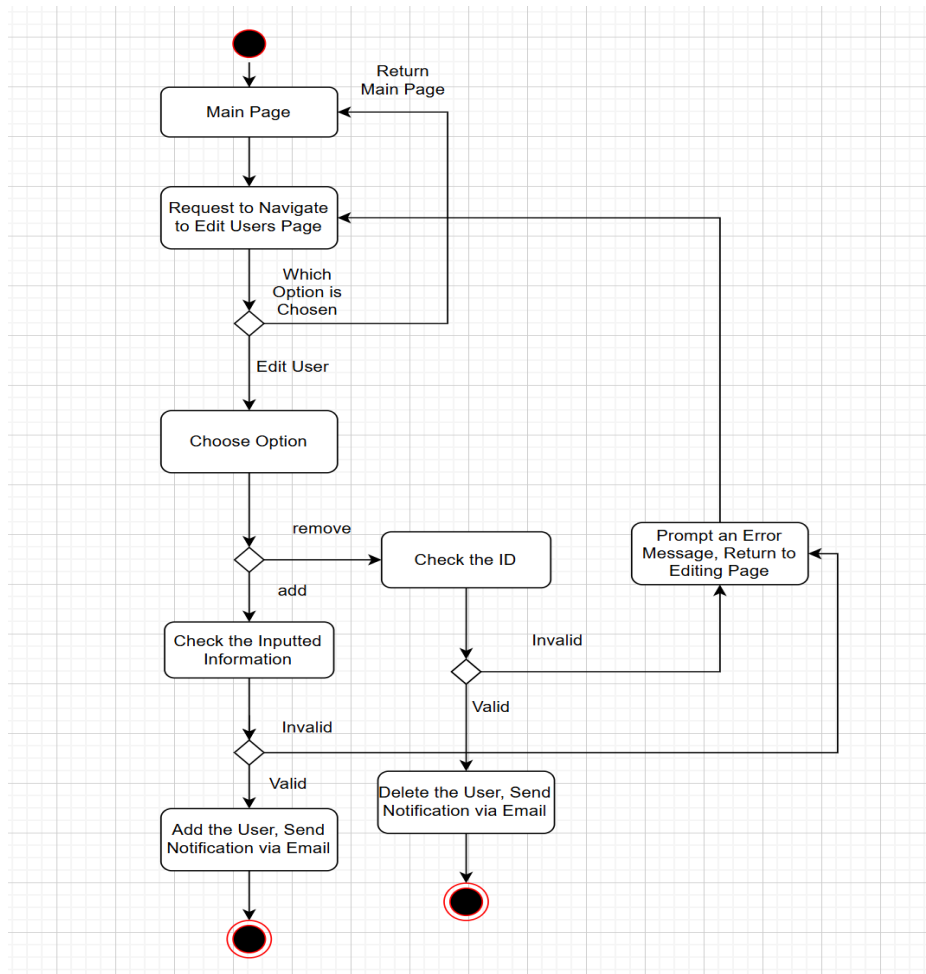 Return
Main Page
Main Page
Request to Navigate
to Edit Users Page
Which
Option is
Chosen
Edit User
Choose Option
remove
Check the ID
Prompt an Error
Message, Return to
Editing Page
add
Check the Inputted
Information
Invalid
Valid
Invalid
Valid
Delete the User, Send
Notification via Email
Add the User, Send
Notification via Email